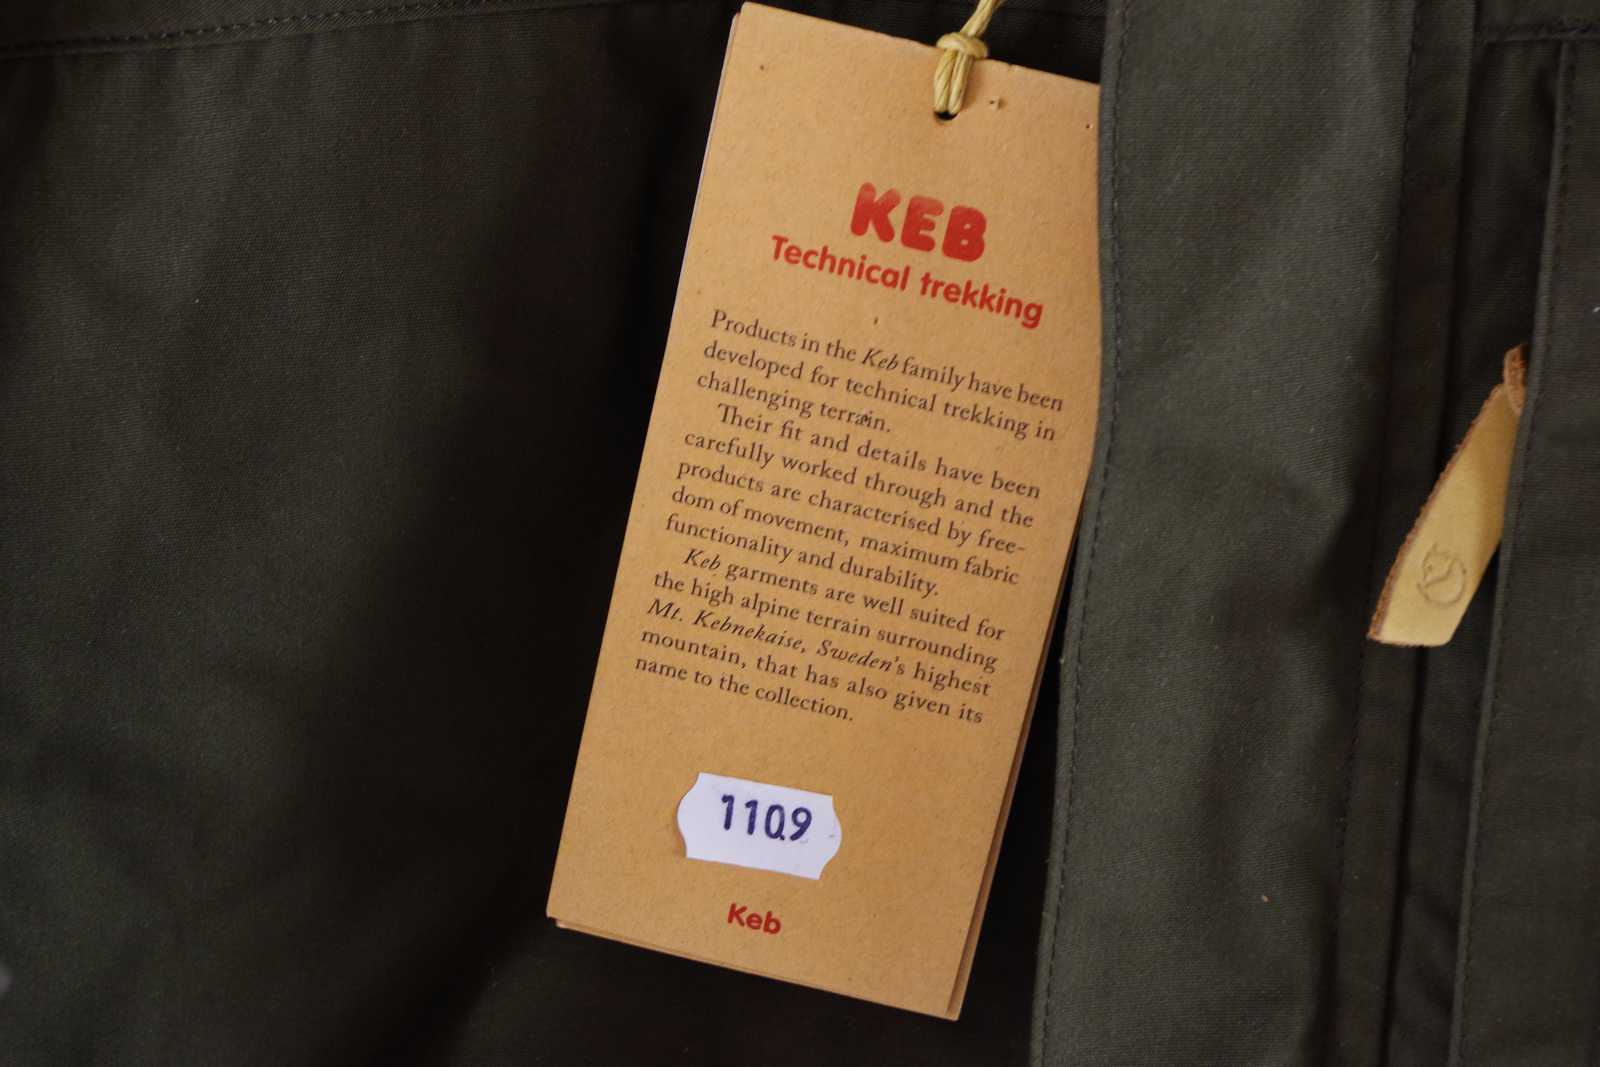 KEB
Technical trekking
Products in the Keb family have been
developed for technical trekking in
challenging terrain.
Their fit and details have been
carefully worked through and the
products are characterised by free-
dom of movement, maximum fabric
functionality and durability.
Keb garments are well suited for
the high alpine terrain surrounding
Mt. Kebnekaise, Sweden's highest
mountain, that has also given its
name to the collection.
1109
Keb